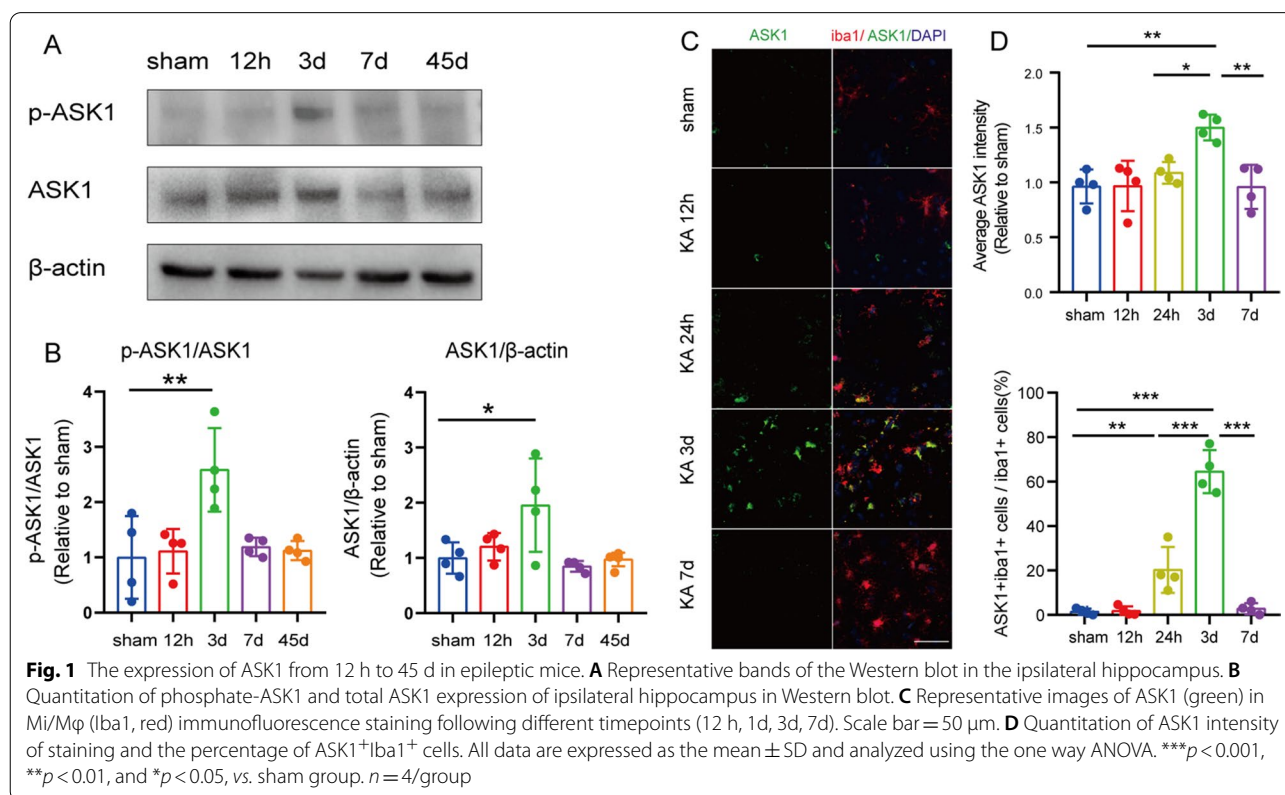 A
sham 12h 3d 7d 45d
p-ASK1
ASK1
β-actin
B
p-ASK1/ASK1
**
p-ASK1/ASK1
(Relative to sham)
4
3
2
1
0
sham 12h 3d 7d 45d
ASK1/β-actin
*
ASK1/β-actin
(Relative to sham)
4
3
2
1
0
sham 12h 3d 7d 45d
C
ASK1 iba1/ ASK1/DAPI
sham
KA 12h
KA 24h
KA 3d
KA 7d
D
**
* **
Average ASK1 intensity
(Relative to sham)
2.0
1.5
1.0
0.5
0.0
sham 12h 24h 3d 7d
***
** *** ***
ASK1+iba1+ cells / iba1+ cells(%)
100
80
60
40
20
0
sham 12h 24h 3d 7d
Fig. 1 The expression of ASK1 from 12 h to 45 d in epileptic mice. A Representative bands of the Western blot in the ipsilateral hippocampus. B
Quantitation of phosphate-ASK1 and total ASK1 expression of ipsilateral hippocampus in Western blot. C Representative images of ASK1 (green) in
Mi/Mφ (Iba1, red) immunofluorescence staining following different timepoints (12 h, 1d, 3d, 7d). Scale bar = 50 μm. D Quantitation of ASK1 intensity
of staining and the percentage of ASK1+Iba1+ cells. All data are expressed as the mean ± SD and analyzed using the one way ANOVA. ***p < 0.001,
**p < 0.01, and *p < 0.05, vs. sham group. n = 4/group